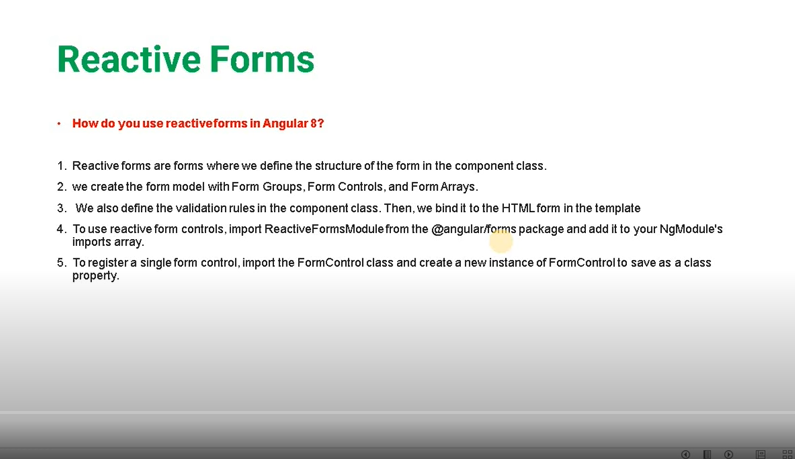 Reactive Forms
• How do you use reactive forms in Angular 8?
1. Reactive forms are forms where we define the structure of the form in the component class.
2. we create the form model with Form Groups, Form Controls, and Form Arrays.
3. We also define the validation rules in the component class. Then, we bind it to the HTML form in the template
4. To use reactive form controls, import ReactiveFormsModule from the @angular/forms package and add it to your NgModule's
imports array.
5. To register a single form control, import the FormControl class and create a new instance of FormControl to save as a class
property.